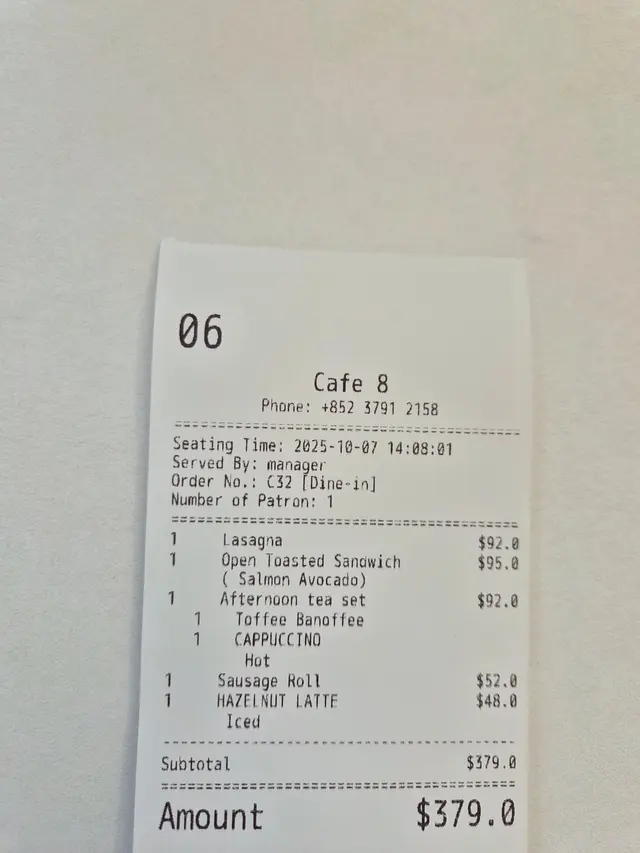 06
Cafe 8
Phone: +852 3791 2158
Seating Time: 2025-10-07 14:08:01
Served By: manager
Order No.: C32 [Dine-in]
Number of Patron: 1
1 Lasagna $92.0
1 Open Toasted Sandwich $95.0
( Salmon Avocado)
1 Afternoon tea set $92.0
1 Toffee Banoffee
1 CAPPUCCINO
Hot
1 Sausage Roll $52.0
1 HAZELNUT LATTE $48.0
Iced
Subtotal $379.0
Amount $379.0